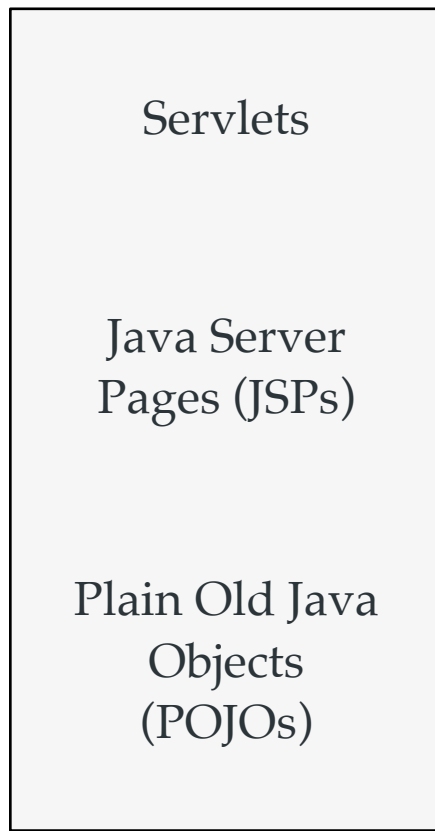 Servlets
Java Server
Pages (JSPs)
Plain Old Java
Objects
(POJOs)